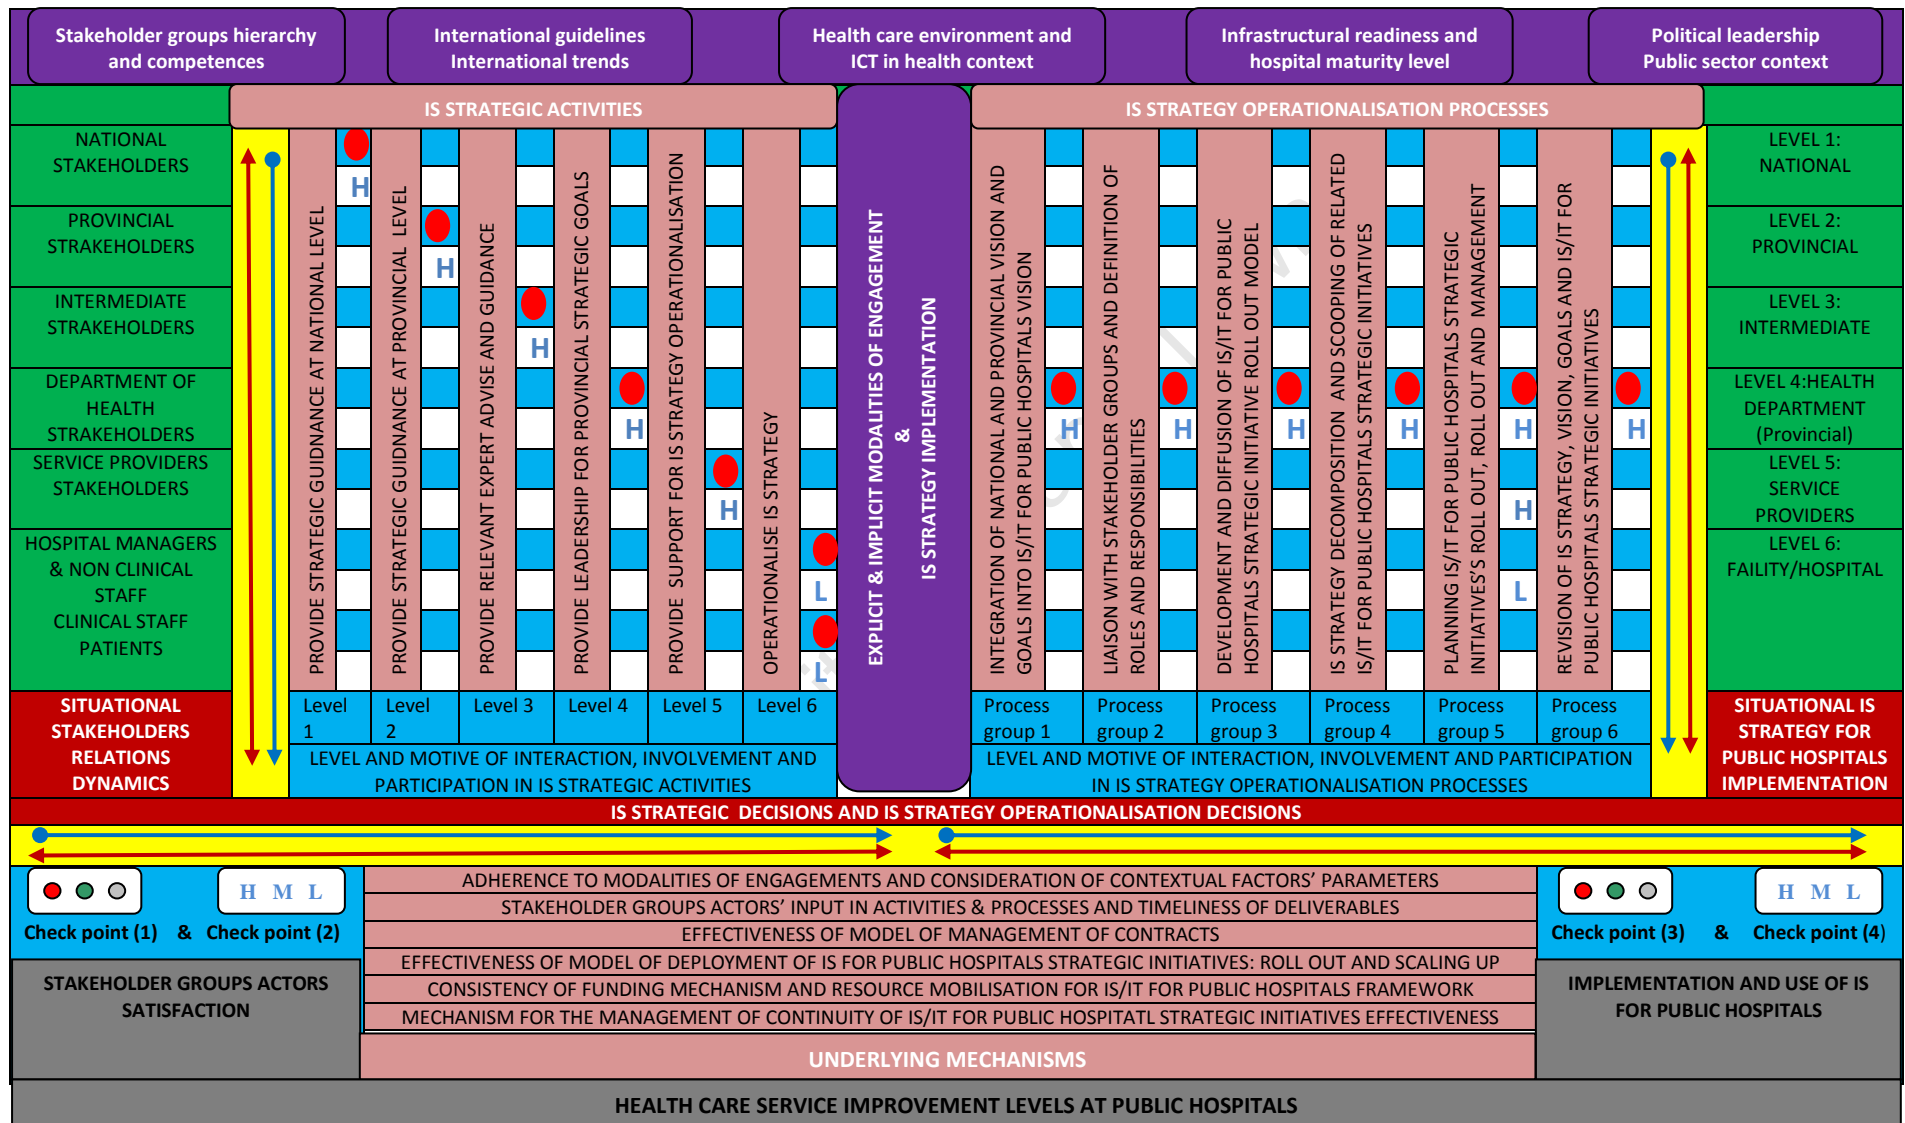 Stakeholder groups hierarchy
and competences
International guidelines
International trends
Health care environment and
ICT in health context
Infrastructural readiness and
hospital maturity level
Political leadership
Public sector context
IS STRATEGIC ACTIVITIES
IS STRATEGY OPERATIONALISATION PROCESSES
NATIONAL
STAKEHOLDERS
PROVINCIAL
STRAKEHOLDERS
INTERMEDIATE
STRAKEHOLDERS
DEPARTMENT OF
HEALTH
STRAKEHOLDERS
SERVICE PROVIDERS
STAKEHOLDERS
HOSPITAL MANAGERS
& NON CLINICAL
STAFF
CLINICAL STAFF
PATIENTS
PROVIDE STRATEGIC GUIDANCE AT NATIONAL LEVEL
H
PROVIDE STRATEGIC GUIDANCE AT PROVINCIAL LEVEL
H
PROVIDE RELEVANT EXPERT ADVISE AND GUIDANCE
H
PROVIDE LEADERSHIP FOR PROVINCIAL STRATEGIC GOALS
H
PROVIDE SUPPORT FOR IS STRATEGY OPERATIONALISATION
H
OPERATIONALISE IS STRATEGY
L
L
EXPLICIT & IMPLICIT MODALITIES OF ENGAGEMENT
&
IS STRATEGY IMPLEMENTATION
INTEGRATION OF NATIONAL AND PROVINCIAL VISION AND
GOALS INTO IS/IT FOR PUBLIC HOSPITALS VISION
H
LIAISON WITH STAKEHOLDER GROUPS AND DEFINITION OF
ROLES AND RESPONSIBILITIES
H
DEVELOPMENT AND DIFFUSION OF IS/IT FOR PUBLIC
HOSPITALS STRATEGIC INITIATIVE ROLL OUT MODEL
H
IS STRATEGY DECOMPOSITION AND SCOOPING OF RELATED
IS/IT FOR PUBLIC HOSPITALS STRATEGIC INITIATIVES
H
PLANNING IS/IT FOR PUBLIC HOSPITALS STRATEGIC
INITIATIVE'S ROLL OUT, ROLL OUT AND MANAGEMENT
H
H
L
REVISION OF IS STRATEGY, VISION, GOALS AND IS/IT FOR
PUBLIC HOSPITALS STRATEGIC INITIATIVES
H
LEVEL 1:
NATIONAL
LEVEL 2:
PROVINCIAL
LEVEL 3:
INTERMEDIATE
LEVEL 4:HEALTH
DEPARTMENT
(Provincial)
LEVEL 5:
SERVICE
PROVIDERS
LEVEL 6:
FAILITY/HOSPITAL
SITUATIONAL
STAKEHOLDERS
RELATIONS
DYNAMICS
Level
1
Level
2
Level 3
Level 4
Level 5
Level 6
LEVEL AND MOTIVE OF INTERACTION, INVOLVEMENT AND
PARTICIPATION IN IS STRATEGIC ACTIVITIES
Process
group 1
Process
group 2
Process
group 3
Process
group 4
Process
group 5
Process
group 6
LEVEL AND MOTIVE OF INTERACTION, INVOLVEMENT AND PARTICIPATION
IN IS STRATEGY OPERATIONALISATION PROCESSES
SITUATIONAL IS
STRATEGY FOR
PUBLIC HOSPITALS
IMPLEMENTATION
IS STRATEGIC DECISIONS AND IS STRATEGY OPERATIONALISATION DECISIONS
H M L
Check point (1) & Check point (2)
ADHERENCE TO MODALITIES OF ENGAGEMENTS AND CONSIDERATION OF CONTEXTUAL FACTORS' PARAMETERS
STAKEHOLDER GROUPS ACTORS' INPUT IN ACTIVITIES & PROCESSES AND TIMELINESS OF DELIVERABLES
EFFECTIVENESS OF MODEL OF MANAGEMENT OF CONTRACTS
EFFECTIVENESS OF MODEL OF DEPLOYMENT OF IS FOR PUBLIC HOSPITALS STRATEGIC INITIATIVES: ROLL OUT AND SCALING UP
CONSISTENCY OF FUNDING MECHANISM AND RESOURCE MOBILISATION FOR IS/IT FOR PUBLIC HOSPITALS FRAMEWORK
MECHANISM FOR THE MANAGEMENT OF CONTINUITY OF IS/IT FOR PUBLIC HOSPITATL STRATEGIC INITIATIVES EFFECTIVENESS
H M L
Check point (3) & Check point (4)
STAKEHOLDER GROUPS ACTORS
SATISFACTION
UNDERLYING MECHANISMS
IMPLEMENTATION AND USE OF IS
FOR PUBLIC HOSPITALS
HEALTH CARE SERVICE IMPROVEMENT LEVELS AT PUBLIC HOSPITALS